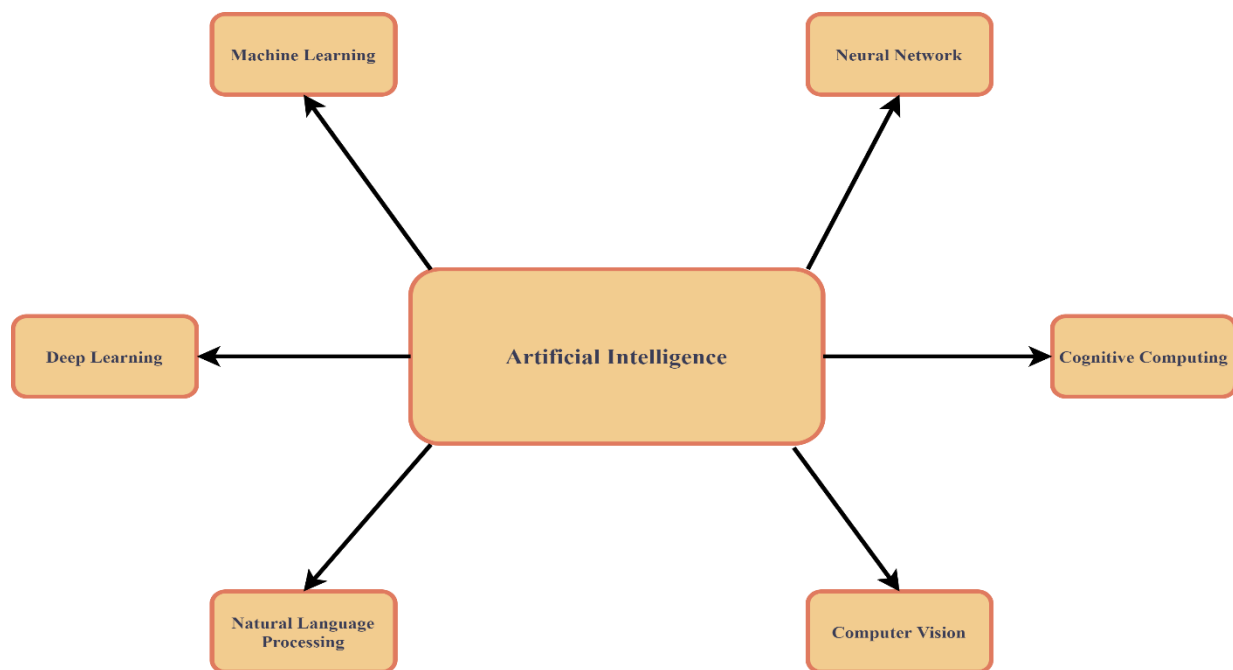 Machine Learning
Neural Network
Deep Learning
Artificial Intelligence
Cognitive Computing
Natural Language
Processing
Computer Vision